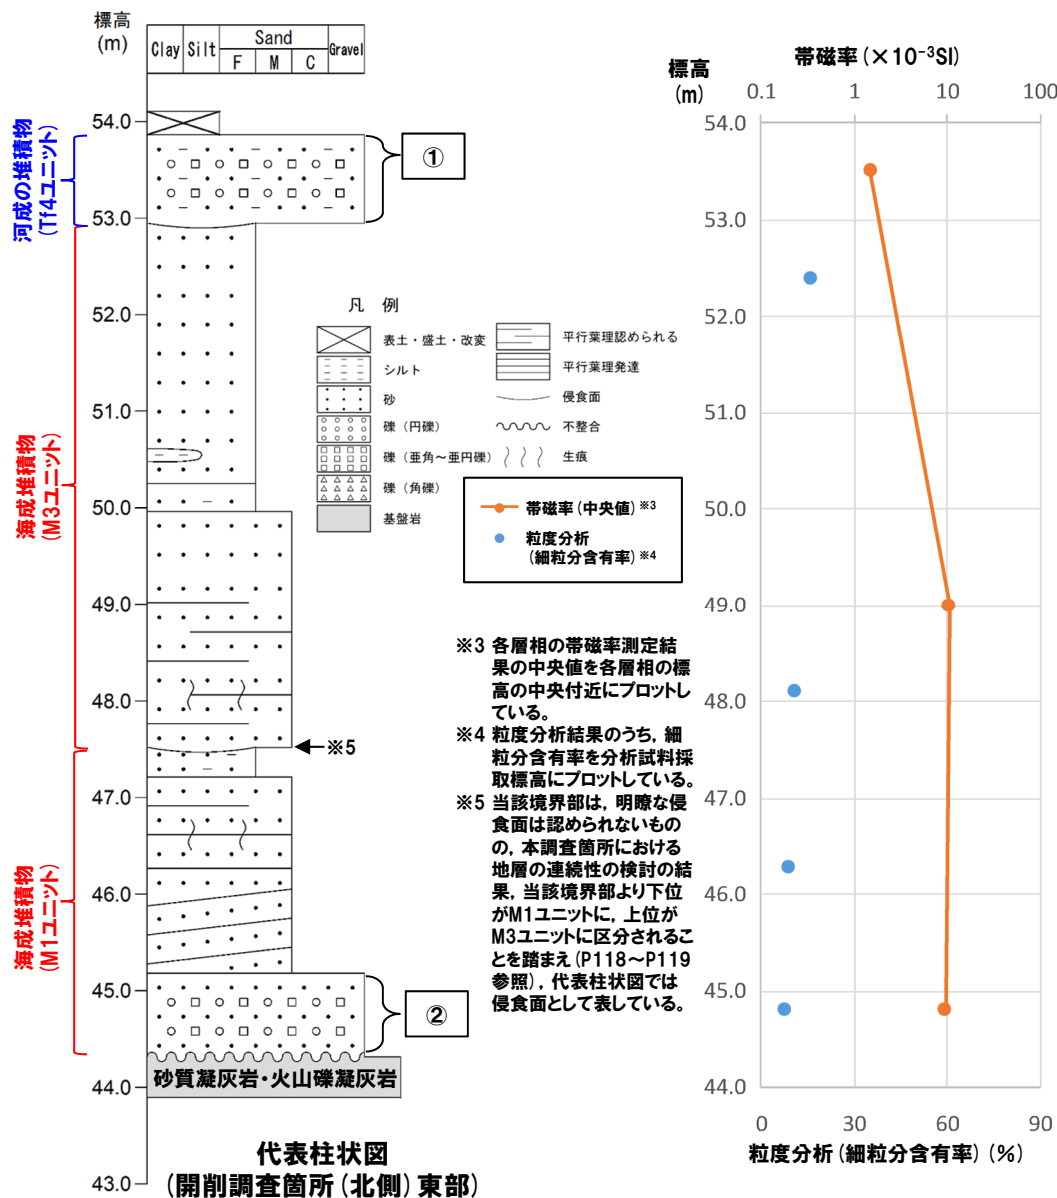 標高
(m)
Clay Silt Sand Gravel
F M C
54.0
53.0
52.0
51.0
50.0
49.0
48.0
47.0
46.0
45.0
44.0
43.0
河成の堆積物
(Tf4ユニット)
海成堆積物
(M3ユニット)
海成堆積物
(M1ユニット)
①
②
←※5
砂質凝灰岩・火山礫凝灰岩
代表柱状図
(開削調査箇所(北側)東部)
凡 例
表土・盛土・改変
シルト
砂
礫(円礫)
礫(亜角～亜円礫)
礫(角礫)
基盤岩
平行葉理認められる
平行葉理発達
侵食面
不整合
生痕
帯磁率(中央値)※3
粒度分析
(細粒分含有率)※4
※3 各層相の帯磁率測定結
果の中央値を各層相の標
高の中央付近にプロットし
ている。
※4 粒度分析結果のうち，細
粒分含有率を分析試料採
取標高にプロットしている。
※5 当該境界部は，明瞭な侵
食面は認められないもの
の，本調査箇所における
地層の連続性の検討の結
果，当該境界部より下位
がM1ユニットに，上位が
M3ユニットに区分されるこ
とを踏まえ(P118～P119
参照)，代表柱状図では
侵食面として表している。
帯磁率(×10⁻³SI)
標高
(m)
0.1 1 10 100
54.0
53.0
52.0
51.0
50.0
49.0
48.0
47.0
46.0
45.0
44.0
0 30 60 90
粒度分析(細粒分含有率)(%)